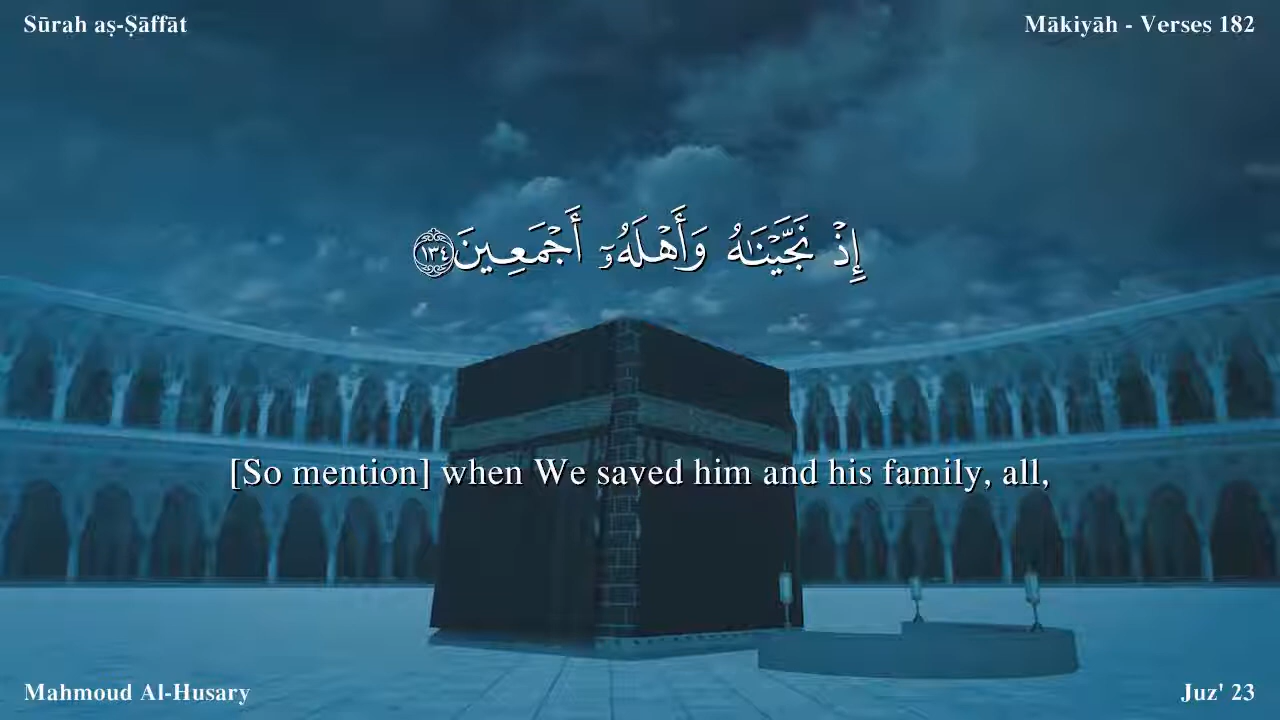 Sūrah aṣ-Ṣāffāt
Mākiyāh - Verses 182
إِذْ نَجَّيْنَٰهُ وَأَهْلَهُۥٓ أَجْمَعِينَ ١٣٤
[So mention] when We saved him and his family, all,
Mahmoud Al-Husary
Juz' 23